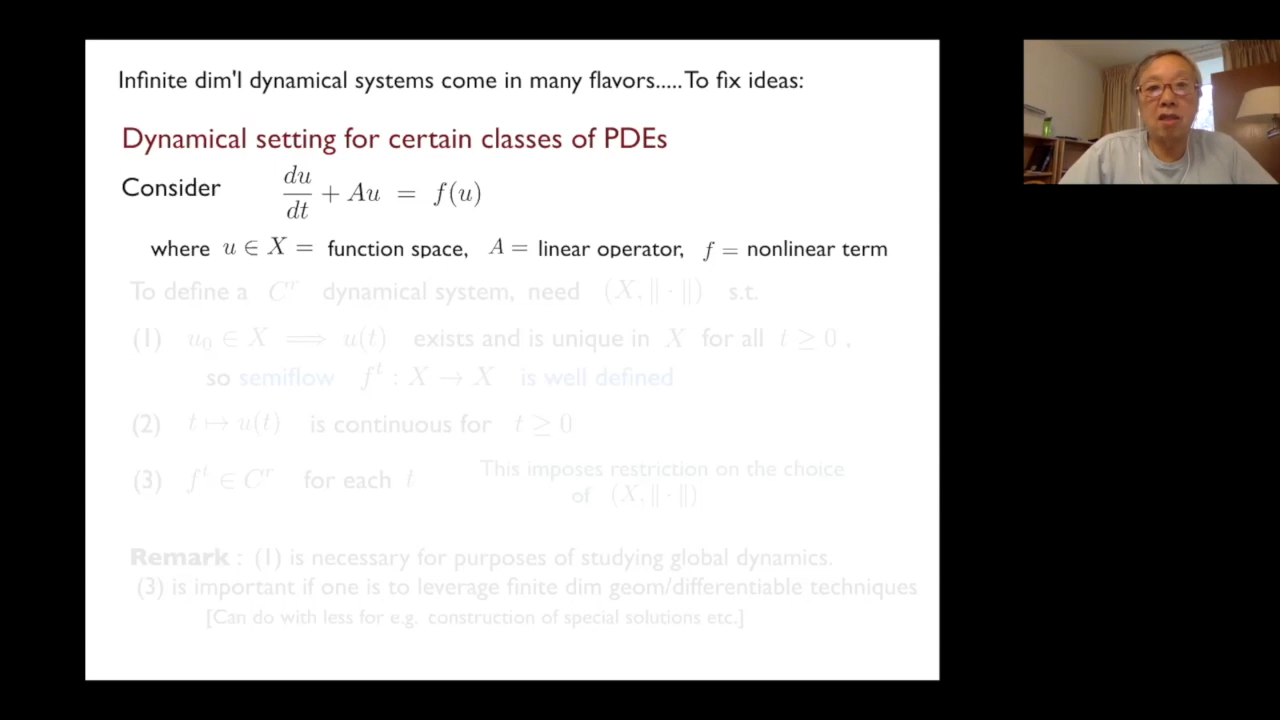 Infinite dim'l dynamical systems come in many flavors.....To fix ideas:
Dynamical setting for certain classes of PDEs
Consider du/dt + Au = f(u)
where u ∈ X = function space, A = linear operator, f = nonlinear term
To define a C^r dynamical system, need (X, ‖ · ‖) s.t.
(1) u₀ ∈ X ⟹ u(t) exists and is unique in X for all t ≥ 0 .
so semiflow f^t : X → X is well defined
(2) t ↦ u(t) is continuous for t ≥ 0
(3) f^t ∈ C^r for each t
This imposes restriction on the choice
of (X, ‖ · ‖)
Remark : (1) is necessary for purposes of studying global dynamics.
(3) is important if one is to leverage finite dim geom/differentiable techniques
[Can do with less for e.g. construction of special solutions etc.]